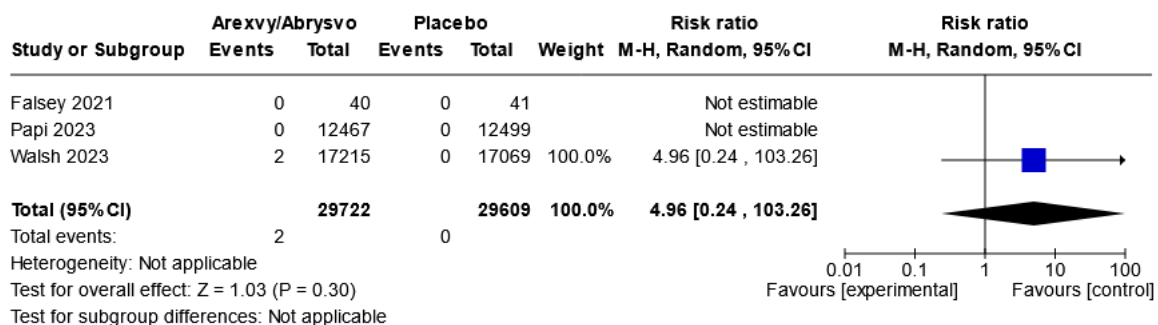 Arexvy/Abrysvo Placebo Risk ratio Risk ratio
Study or Subgroup Events Total Events Total Weight M-H, Random, 95% CI M-H, Random, 95% CI
Falsey 2021 0 40 0 41 Not estimable
Papi 2023 0 12467 0 12499 Not estimable
Walsh 2023 2 17215 0 17069 100.0% 4.96 [0.24 , 103.26]
Total (95% CI) 29722 29609 100.0% 4.96 [0.24 , 103.26]
Total events: 2 0
Heterogeneity: Not applicable
0.01 0.1 1 10 100
Test for overall effect: Z = 1.03 (P = 0.30)
Favours [experimental] Favours [control]
Test for subgroup differences: Not applicable